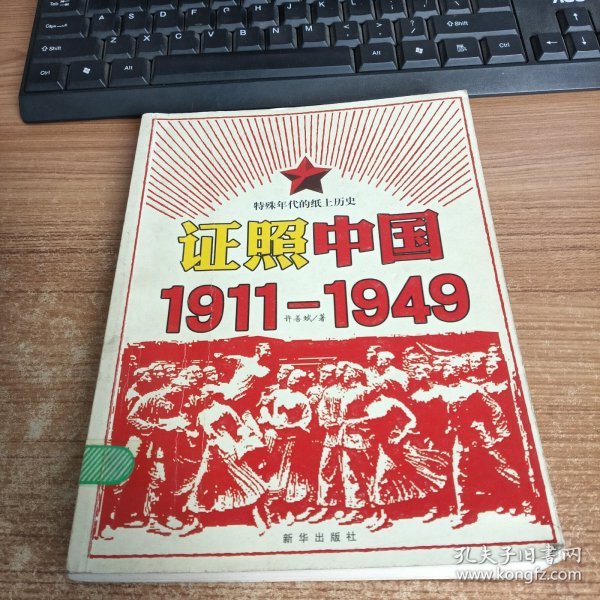 特殊年代的纸上历史
证照中国
1911-1949
许善斌/著
新华出版社
孔夫子旧书网
www.kongfz.com